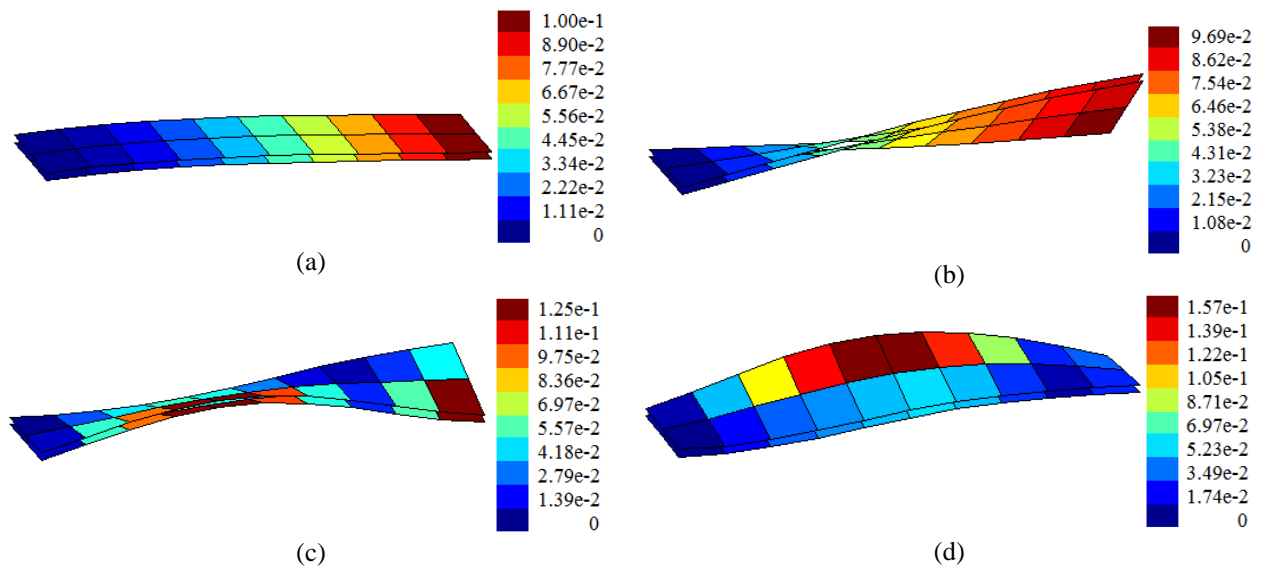 1.00e-1
8.90e-2
7.77e-2
6.67e-2
5.56e-2
4.45e-2
3.34e-2
2.22e-2
1.11e-2
0
(a)
9.69e-2
8.62e-2
7.54e-2
6.46e-2
5.38e-2
4.31e-2
3.23e-2
2.15e-2
1.08e-2
0
(b)
1.25e-1
1.11e-1
9.75e-2
8.36e-2
6.97e-2
5.57e-2
4.18e-2
2.79e-2
1.39e-2
0
(c)
1.57e-1
1.39e-1
1.22e-1
1.05e-1
8.71e-2
6.97e-2
5.23e-2
3.49e-2
1.74e-2
0
(d)